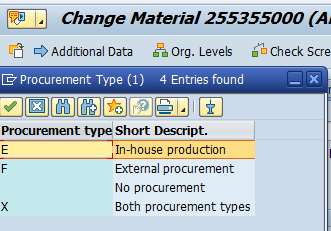 Change Material 255355000 (A
Additional Data Org. Levels Check Scre
Procurement Type (1) 4 Entries found
Procurement type Short Descript.
E In-house production
F External procurement
No procurement
X Both procurement types